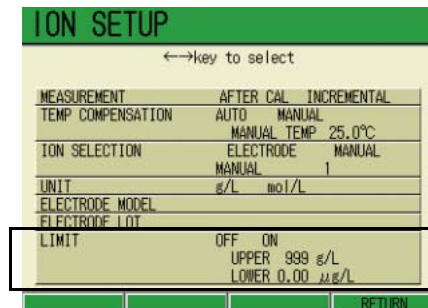 ION SETUP
←→key to select
MEASUREMENT AFTER CAL INCREMENTAL
TEMP COMPENSATION AUTO MANUAL
MANUAL TEMP 25.0°C
ION SELECTION ELECTRODE MANUAL
MANUAL 1
UNIT g/L mol/L
ELECTRODE MODEL
ELECTRODE LOT
LIMIT OFF ON
UPPER 999 g/L
LOWER 0.00 µg/L
RETURN